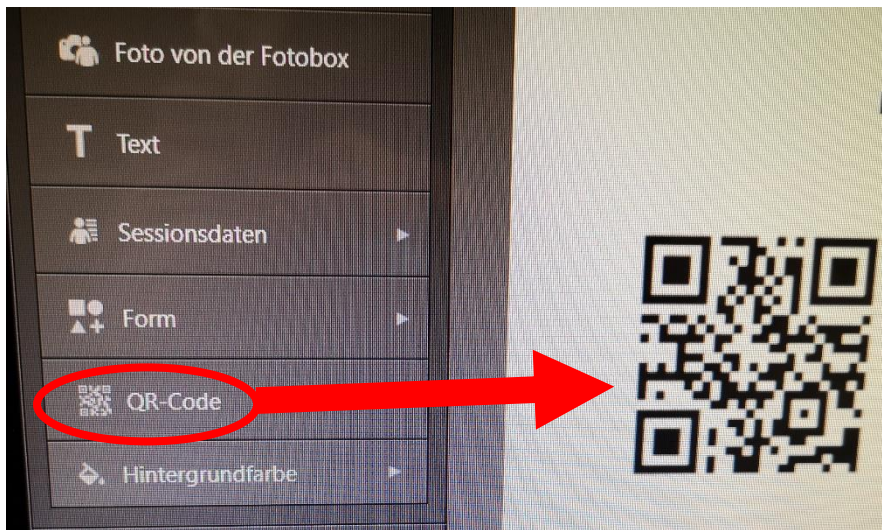 Foto von der Fotobox
Text
Sessionsdaten
Form
QR-Code
Hintergrundfarbe